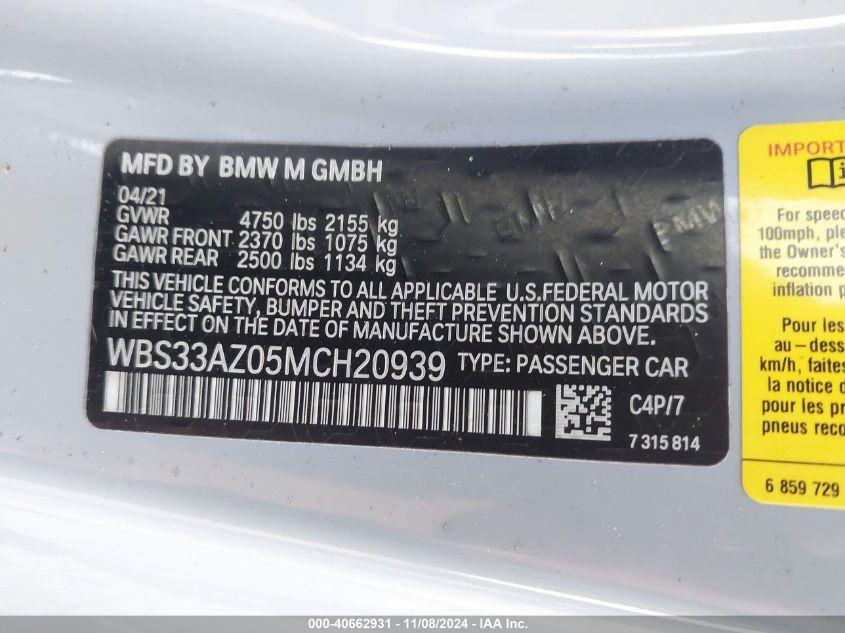 MFD BY BMW M GMBH
04/21
GVWR 4750 lbs 2155 kg
GAWR FRONT 2370 lbs 1075 kg
GAWR REAR 2500 lbs 1134 kg
THIS VEHICLE CONFORMS TO ALL APPLICABLE U.S.FEDERAL MOTOR
VEHICLE SAFETY, BUMPER AND THEFT PREVENTION STANDARDS
IN EFFECT ON THE DATE OF MANUFACTURE SHOWN ABOVE.
WBS33AZ05MCH20939 TYPE: PASSENGER CAR
C4P/7
7 315 814
IMPORT
For speed
100mph, ple
the Owner's
recomme
inflation p
Pour les
au-dess
km/h, faites
la notice d
pour les pr
pneus reco
6 859 729
000-40662931 - 11/08/2024 - IAA Inc.